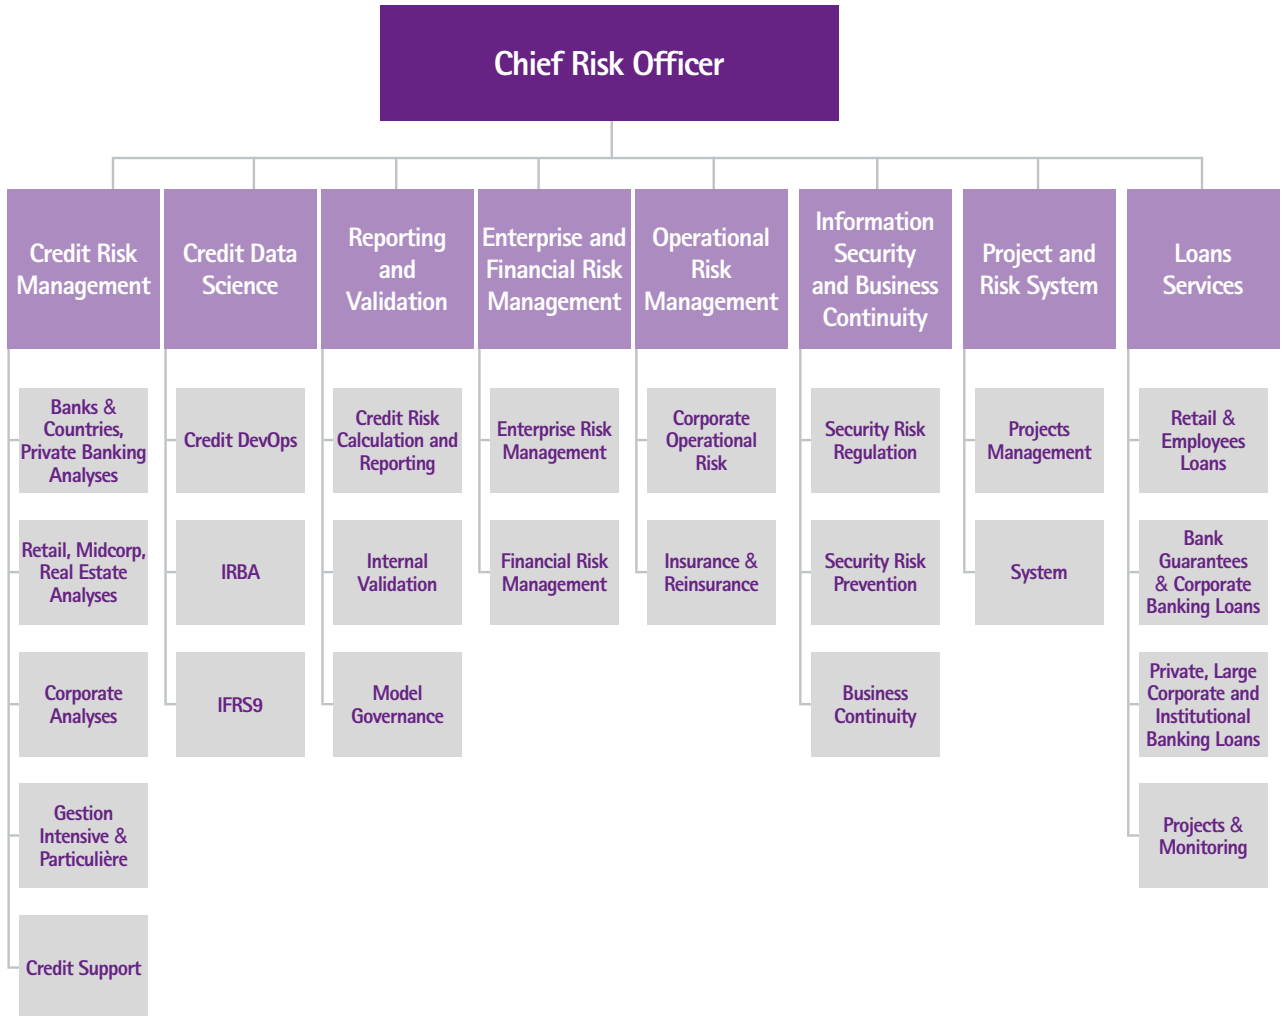 Chief Risk Officer
Credit Risk
Management
Credit Data
Science
Reporting
and
Validation
Enterprise and
Financial Risk
Management
Operational
Risk
Management
Information
Security
and Business
Continuity
Project and
Risk System
Loans
Services
Banks &
Countries,
Private Banking
Analyses
Credit DevOps
Credit Risk
Calculation and
Reporting
Enterprise Risk
Management
Corporate
Operational
Risk
Security Risk
Regulation
Projects
Management
Retail &
Employees
Loans
Retail, Midcorp,
Real Estate
Analyses
IRBA
Internal
Validation
Financial Risk
Management
Insurance &
Reinsurance
Security Risk
Prevention
System
Bank
Guarantees
& Corporate
Banking Loans
Corporate
Analyses
IFRS9
Model
Governance
Business
Continuity
Private, Large
Corporate and
Institutional
Banking Loans
Gestion
Intensive &
Particulière
Projects &
Monitoring
Credit Support